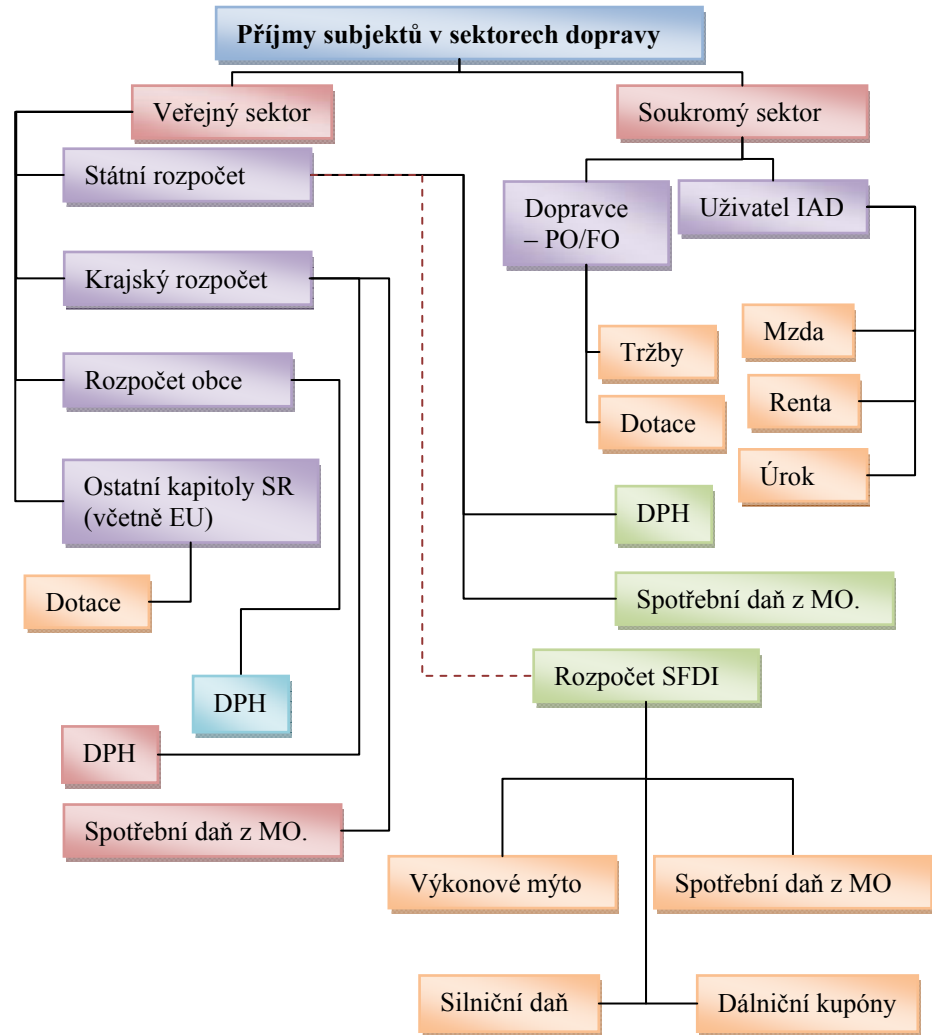 Příjmy subjektů v sektorech dopravy
Veřejný sektor
Soukromý sektor
Státní rozpočet
Dopravce
– PO/FO
Uživatel IAD
Krajský rozpočet
Mzda
Tržby
Rozpočet obce
Renta
Dotace
Úrok
Ostatní kapitoly SR
(včetně EU)
DPH
Dotace
Spotřební daň z MO.
Rozpočet SFDI
DPH
DPH
Spotřební daň z MO.
Výkonové mýto
Spotřební daň z MO
Silniční daň
Dálniční kupóny